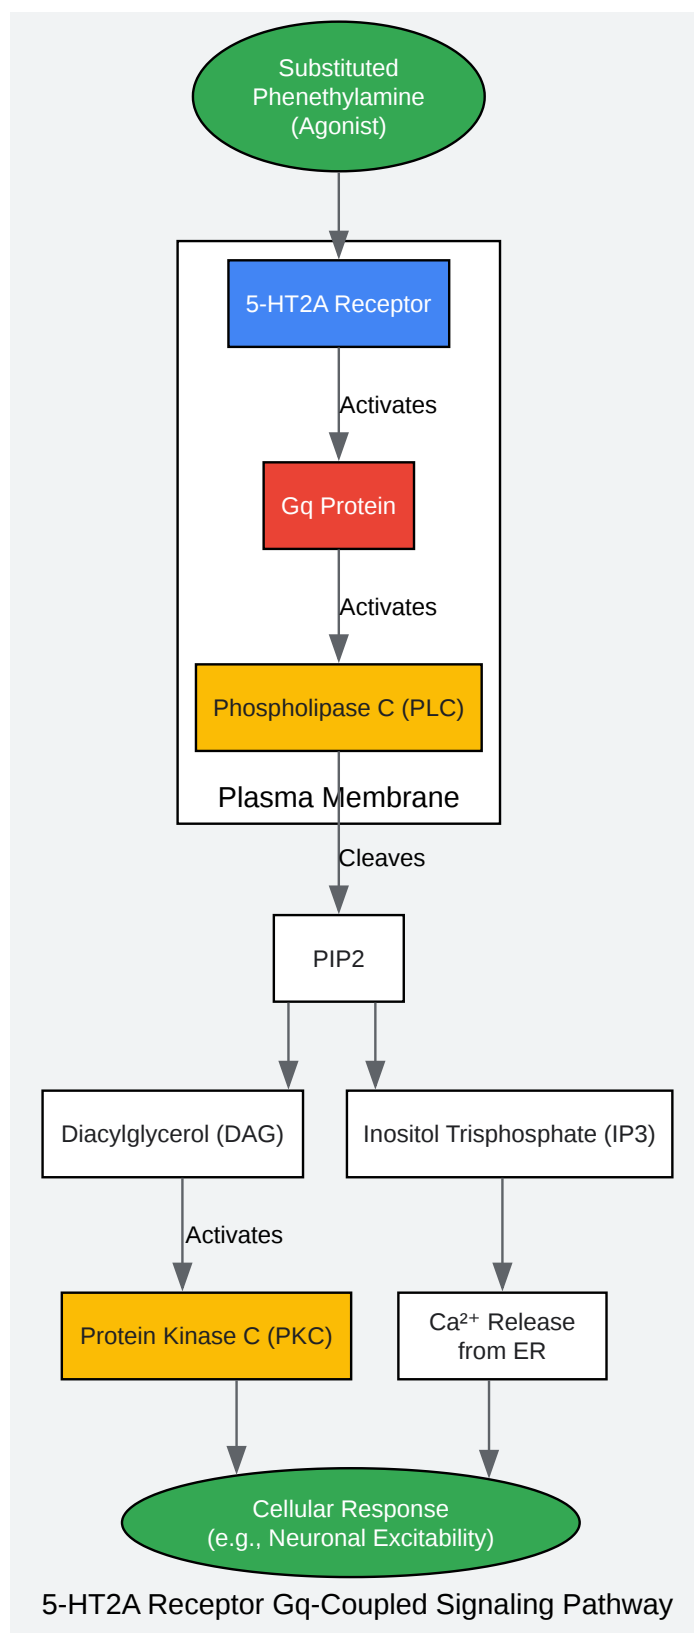 Substituted
Phenethylamine
(Agonist)
5-HT2A Receptor
Activates
Gq Protein
Activates
Phospholipase C (PLC)
Plasma Membrane
Cleaves
PIP2
Diacylglycerol (DAG)
Inositol Trisphosphate (IP3)
Activates
Protein Kinase C (PKC)
Ca²⁺ Release
from ER
Cellular Response
(e.g., Neuronal Excitability)
5-HT2A Receptor Gq-Coupled Signaling Pathway